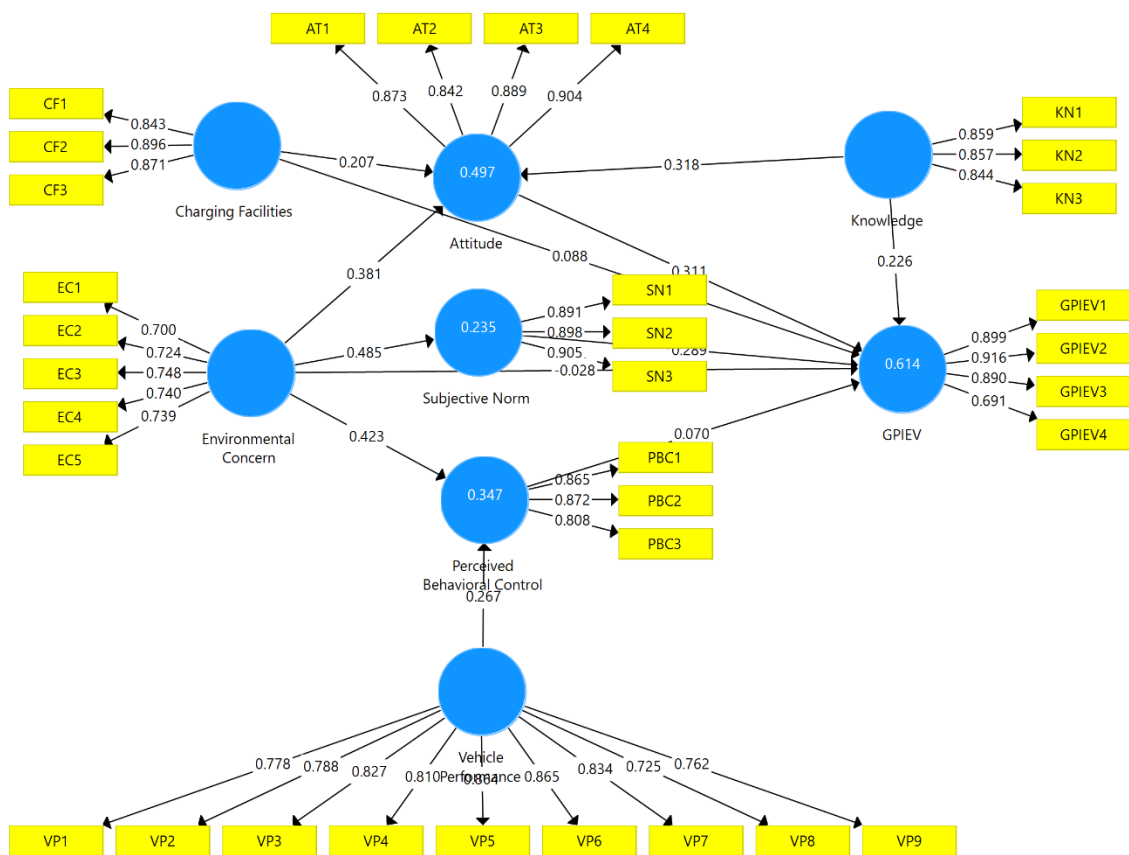 AT1
AT2
AT3
AT4
0.873
0.842
0.889
0.904
CF1
CF2
CF3
0.843
0.896
0.871
Charging Facilities
0.207
0.497
Attitude
0.318
Knowledge
0.859
0.857
0.844
KN1
KN2
KN3
0.088
0.311
0.226
0.381
EC1
EC2
EC3
EC4
EC5
0.700
0.724
0.748
0.740
0.739
Environmental
Concern
0.485
0.235
Subjective Norm
0.891
0.898
0.905
SN1
SN2
SN3
0.289
-0.028
0.614
GPIEV
0.899
0.916
0.890
0.691
GPIEV1
GPIEV2
GPIEV3
GPIEV4
0.423
0.070
0.347
Perceived
Behavioral Control
0.865
0.872
0.808
PBC1
PBC2
PBC3
0.267
Vehicle
Performance
0.778
0.788
0.827
0.810
0.864
0.865
0.834
0.725
0.762
VP1
VP2
VP3
VP4
VP5
VP6
VP7
VP8
VP9